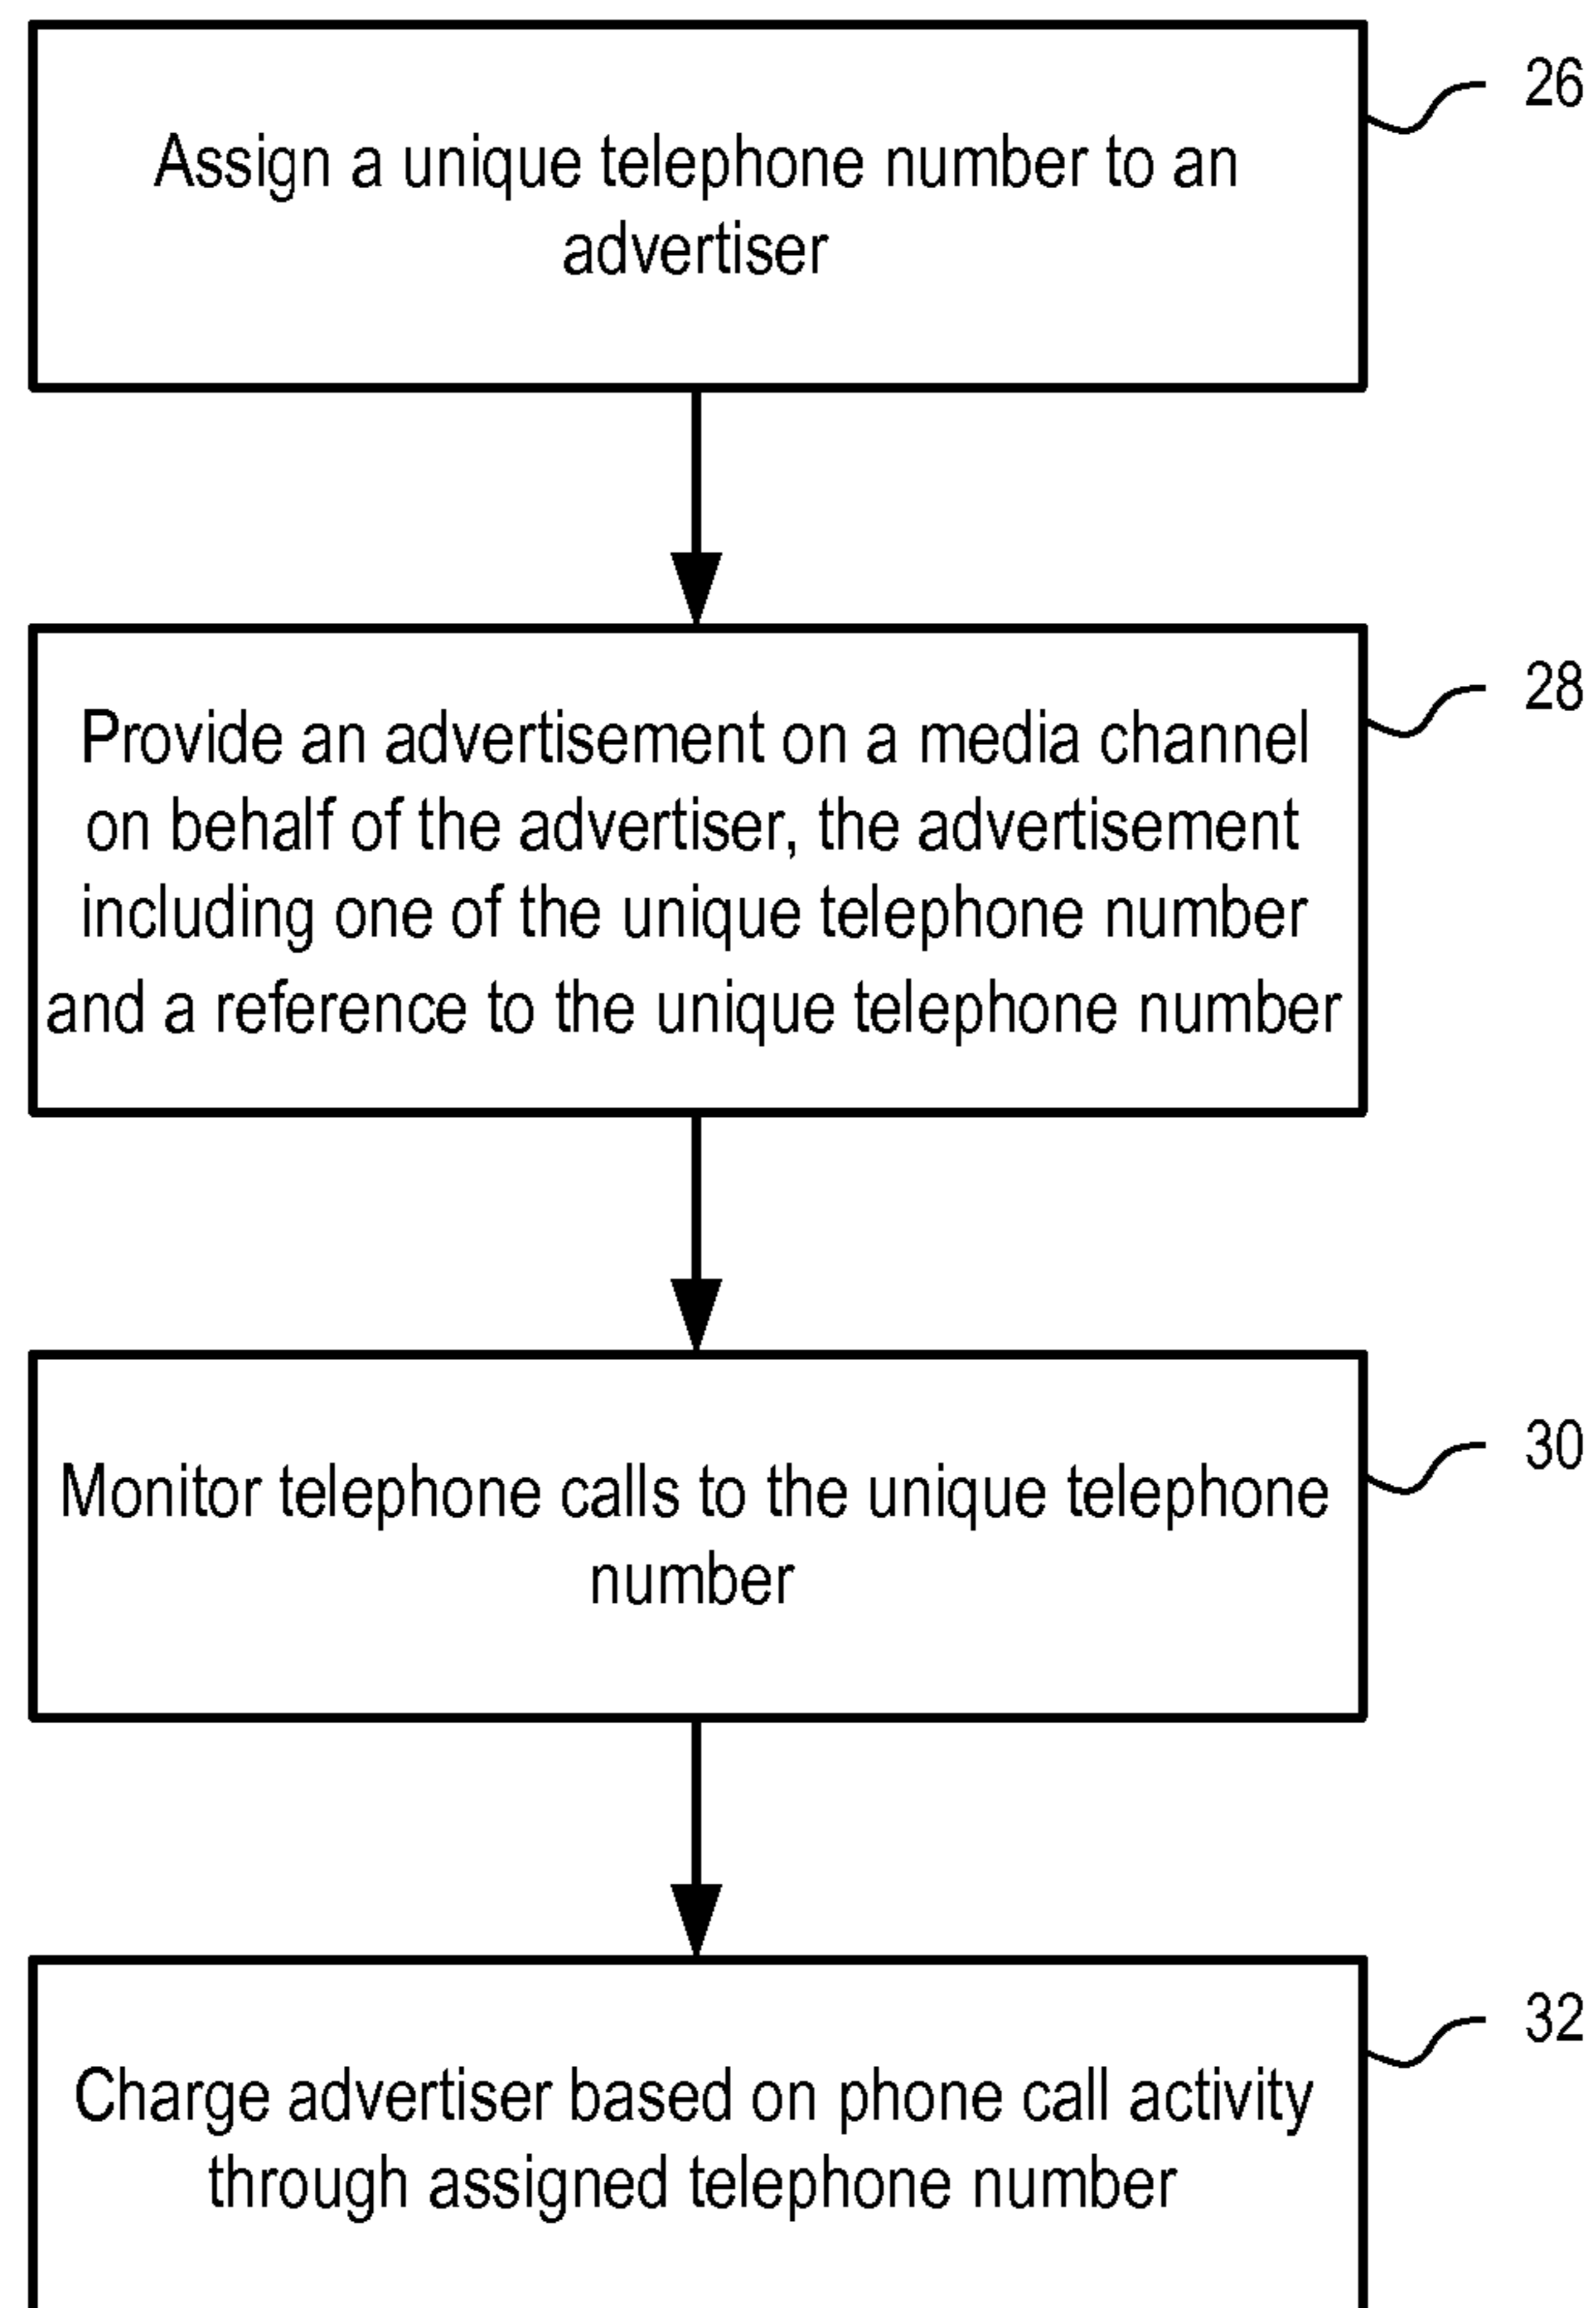 26
Assign a unique telephone number to an
advertiser
28
Provide an advertisement on a media channel
on behalf of the advertiser, the advertisement
including one of the unique telephone number
and a reference to the unique telephone number
30
Monitor telephone calls to the unique telephone
number
32
Charge advertiser based on phone call activity
through assigned telephone number